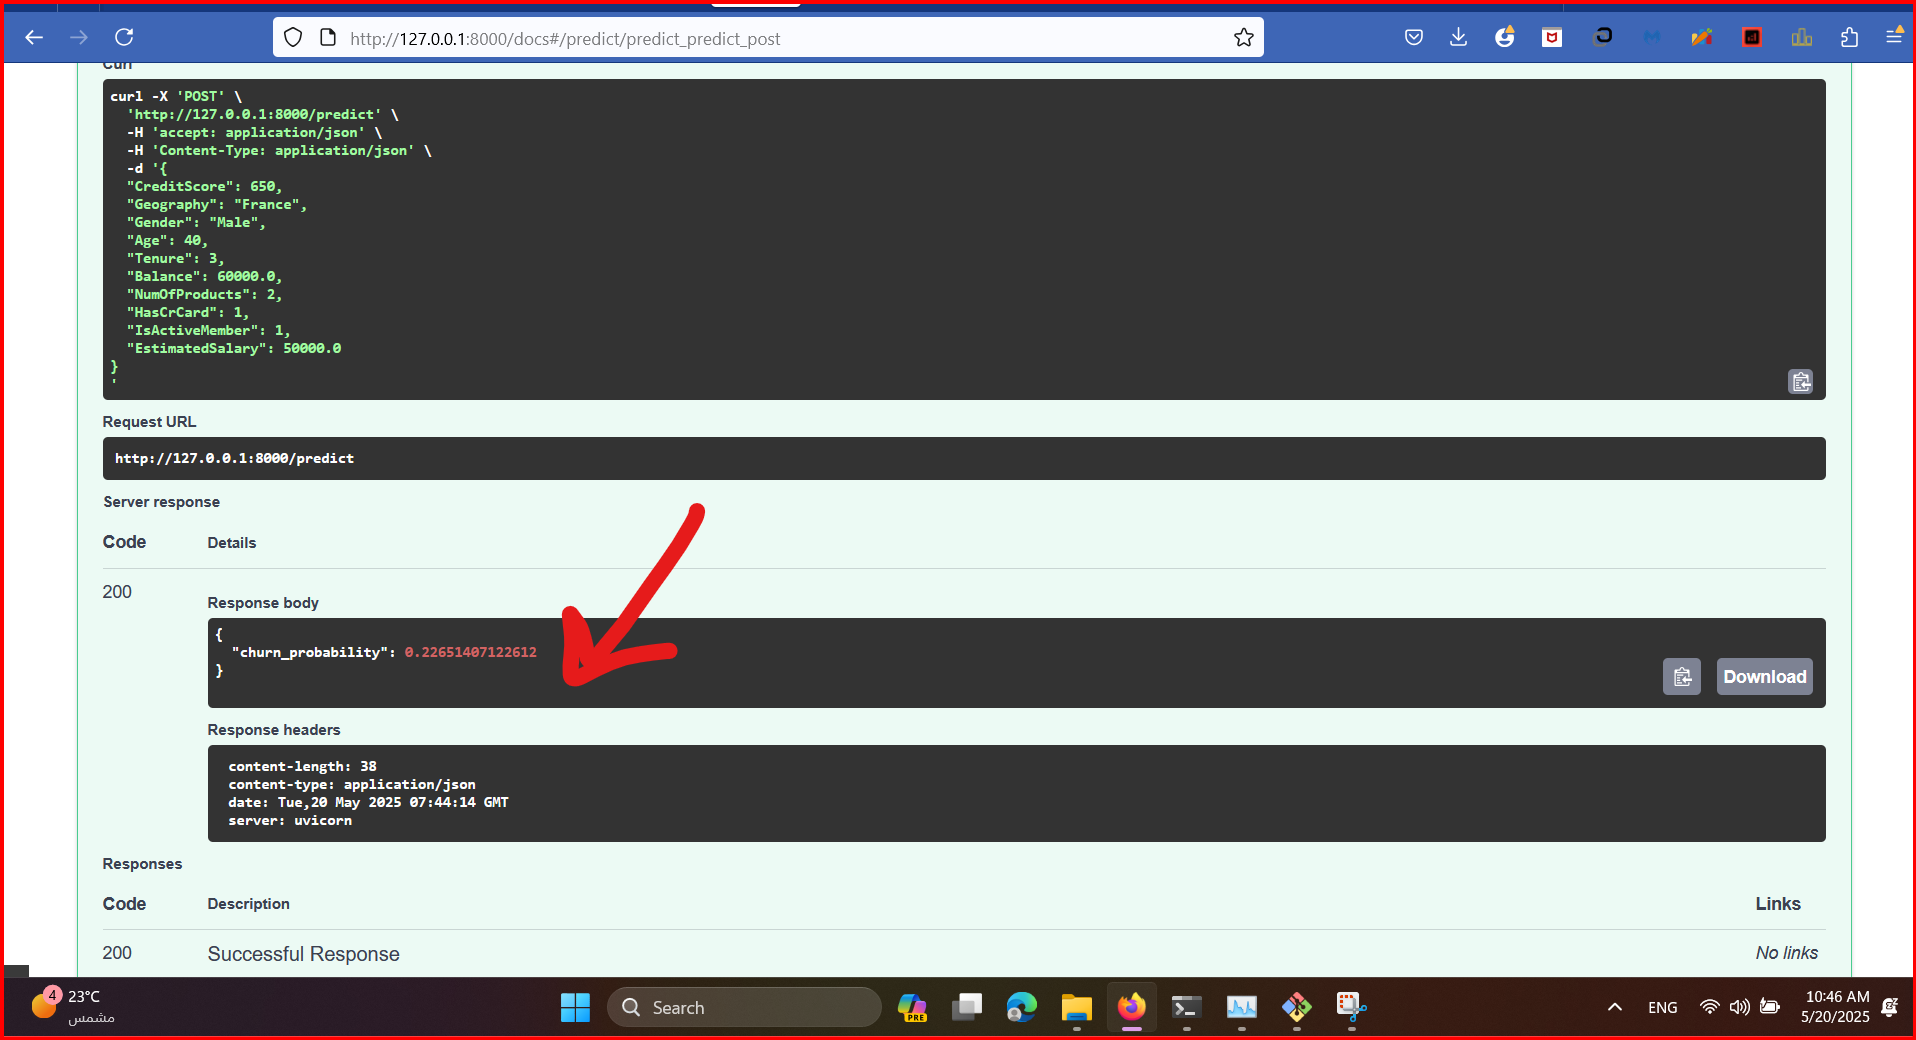 http://127.0.0.1:8000/docs#/predict/predict_predict_post
Curl
curl -X 'POST' \
'http://127.0.0.1:8000/predict' \
-H 'accept: application/json' \
-H 'Content-Type: application/json' \
-d '{
"CreditScore": 650,
"Geography": "France",
"Gender": "Male",
"Age": 40,
"Tenure": 3,
"Balance": 60000.0,
"NumOfProducts": 2,
"HasCrCard": 1,
"IsActiveMember": 1,
"EstimatedSalary": 50000.0
}
'
Request URL
http://127.0.0.1:8000/predict
Server response
Code Details
200
Response body
{
"churn_probability": 0.22651407122612
}
Download
Response headers
content-length: 38
content-type: application/json
date: Tue,20 May 2025 07:44:14 GMT
server: uvicorn
Responses
Code Description Links
200 Successful Response No links
4 23°C
مشمس
Search
PRE
ENG
10:46 AM
5/20/2025